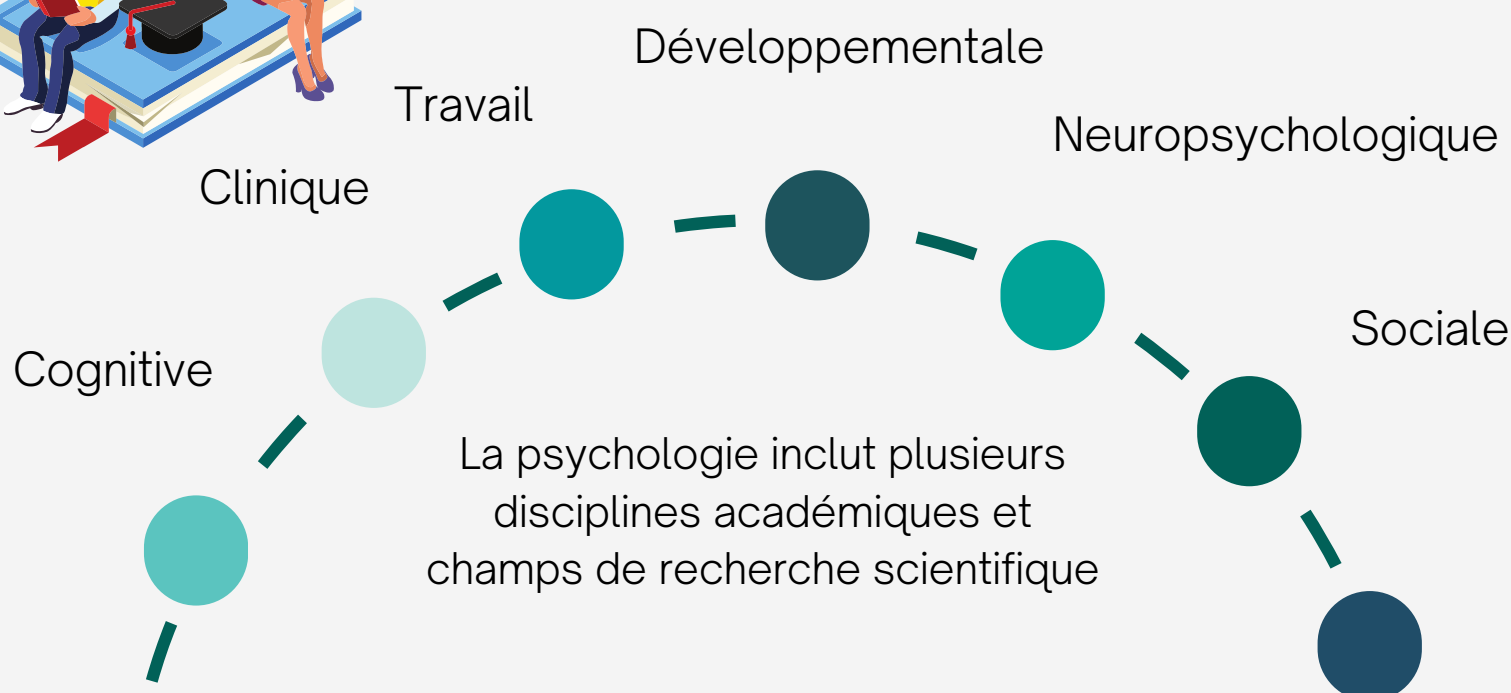 Développementale
Travail
Neuropsychologique
Clinique
Sociale
Cognitive
La psychologie inclut plusieurs
disciplines académiques et
champs de recherche scientifique